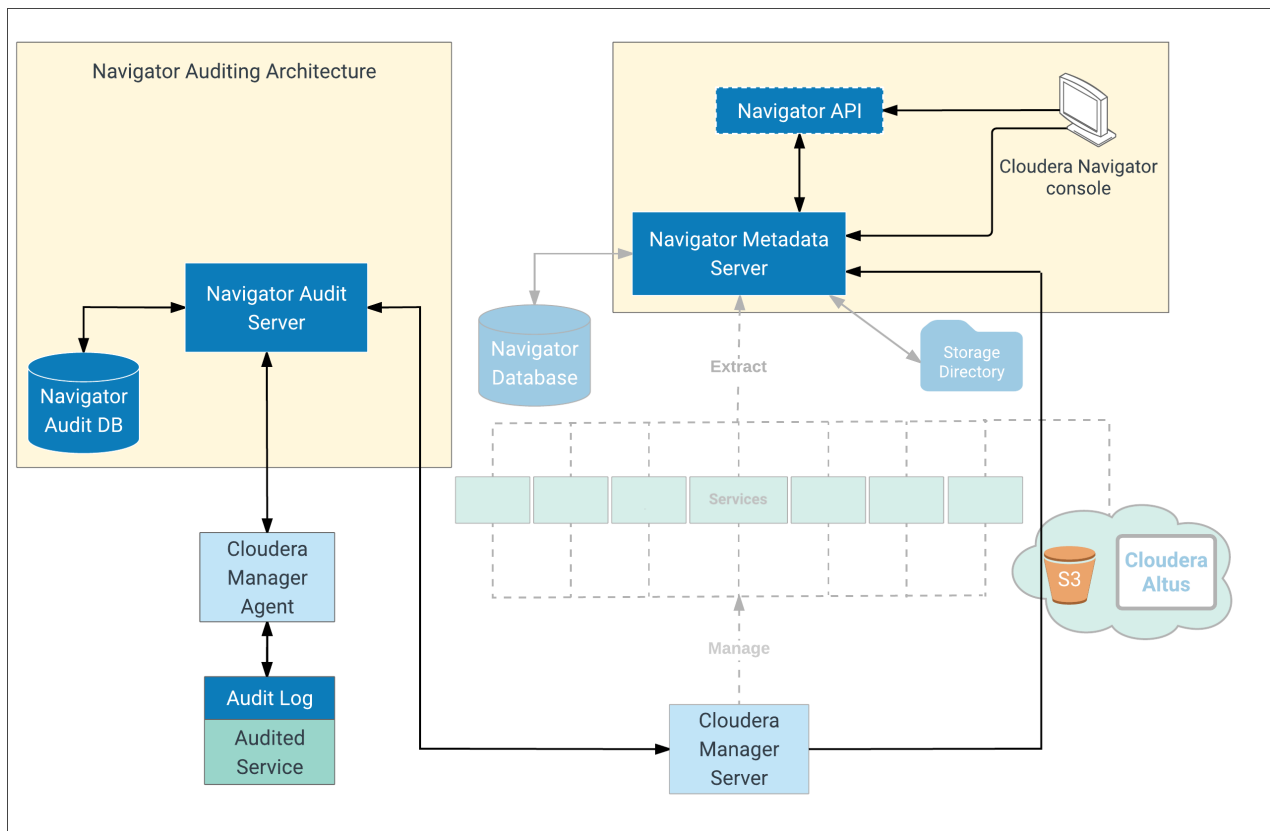 Navigator Auditing Architecture
Navigator API
Cloudera Navigator
console
Navigator Metadata
Server
Navigator Audit
Server
Navigator
Database
Storage
Directory
Extract
Navigator
Audit DB
Services
Cloudera
Manager
Agent
S3
Cloudera
Altus
Manage
Audit Log
Audited
Service
Cloudera
Manager
Server